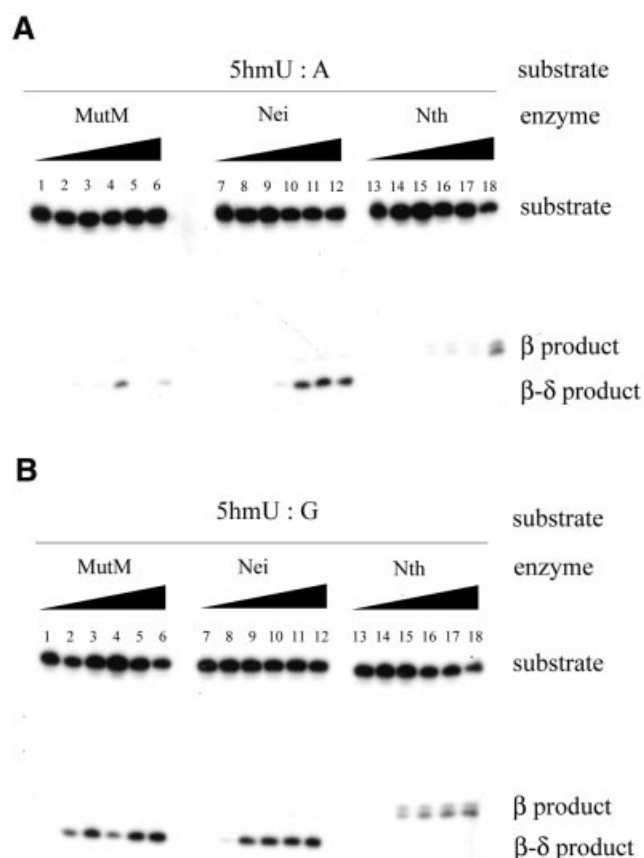 A
5hmU : A substrate
MutM Nei Nth enzyme
1 2 3 4 5 6 7 8 9 10 11 12 13 14 15 16 17 18
substrate
β product
β-δ product
B
5hmU : G substrate
MutM Nei Nth enzyme
1 2 3 4 5 6 7 8 9 10 11 12 13 14 15 16 17 18
substrate
β product
β-δ product